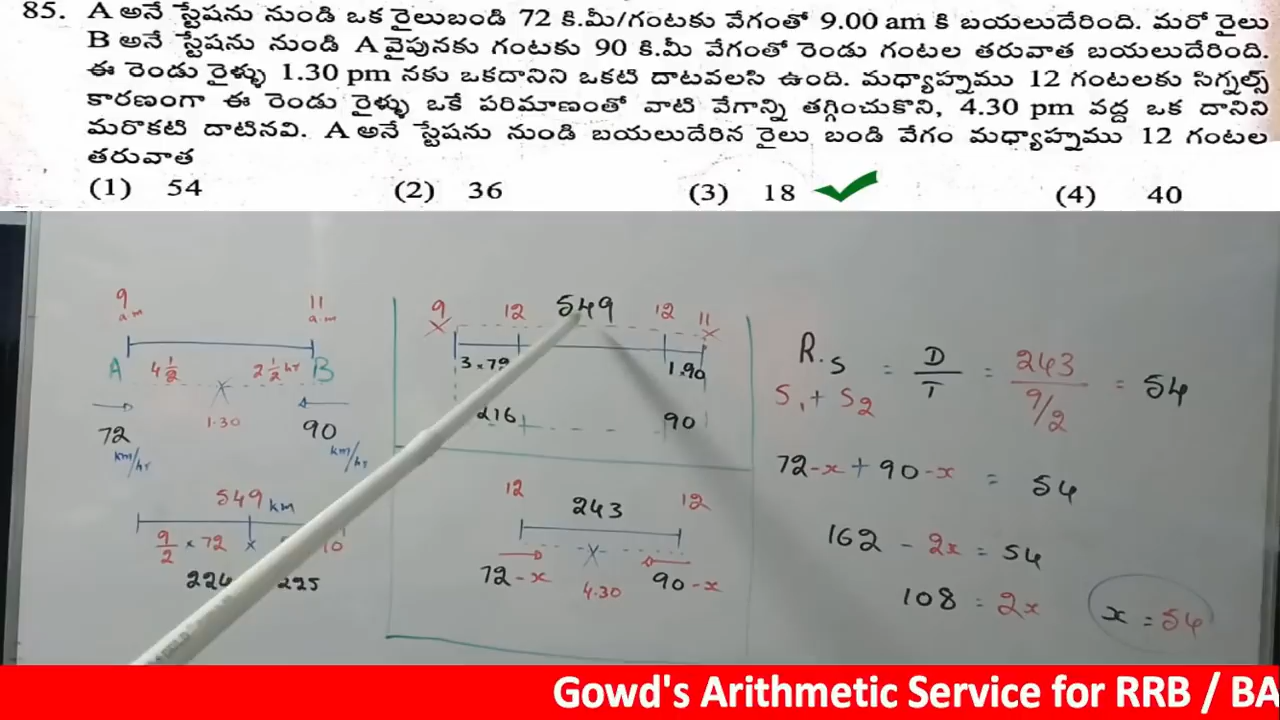 85. A అనే స్టేషను నుండి ఒక రైలుబండి 72 కి.మీ/గంటకు వేగంతో 9.00 am కి బయలుదేరింది. మరో రైలు
B అనే స్టేషను నుండి A వైపునకు గంటకు 90 కి.మీ వేగంతో రెండు గంటల తరువాత బయలుదేరింది.
ఈ రెండు రైళ్ళు 1.30 pm నకు ఒకదానిని ఒకటి దాటవలసి ఉంది. మధ్యాహ్నము 12 గంటలకు సిగ్నల్స్
కారణంగా ఈ రెండు రైళ్ళు ఒకే పరిమాణంతో వాటి వేగాన్ని తగ్గించుకొని, 4.30 pm వద్ద ఒక దానిని
మరొకటి దాటినవి. A అనే స్టేషను నుండి బయలుదేరిన రైలు బండి వేగం మధ్యాహ్నము 12 గంటల
తరువాత
(1) 54 (2) 36 (3) 18 (4) 40
9 a.m 11 a.m
A 4 1/2 2 1/2 hr B
1.30
72 km/hr 90 km/hr
549 km
9/2 × 72 ×
225
9 12 549 12 11
3 × 72 1.90
216 90
12 243 12
72 - x 90 - x
4.30
R.S = D/T = 243 / 9/2 = 54
S1 + S2
72 - x + 90 - x = 54
162 - 2x = 54
108 = 2x
x = 54
Gowd's Arithmetic Service for RRB / BA